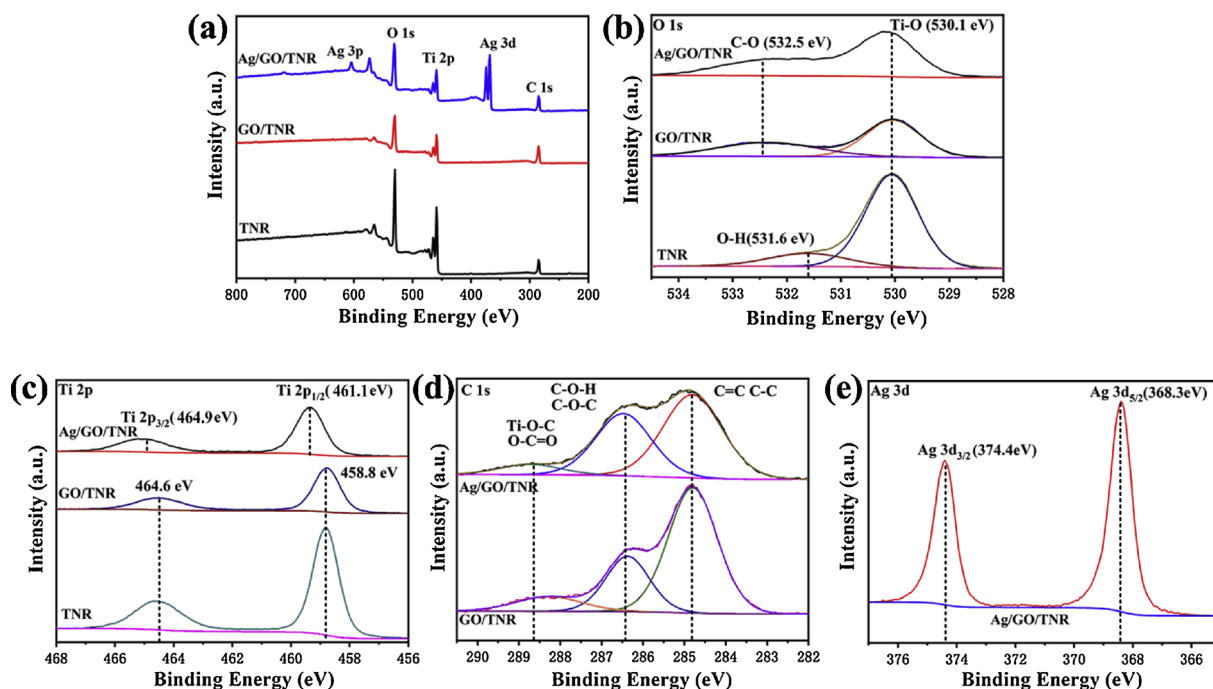 (a)
Ag/GO/TNR
Ag 3p
O 1s
Ti 2p
Ag 3d
C 1s
GO/TNR
TNR
Intensity (a.u.)
800 700 600 500 400 300 200
Binding Energy (eV)
(b)
O 1s
Ti-O (530.1 eV)
C-O (532.5 eV)
Ag/GO/TNR
GO/TNR
O-H(531.6 eV)
TNR
Intensity (a.u.)
534 533 532 531 530 529 528
Binding Energy (eV)
(c)
Ti 2p
Ti 2p1/2(461.1eV)
Ti 2p3/2(464.9eV)
Ag/GO/TNR
458.8 eV
GO/TNR
464.6 eV
TNR
Intensity (a.u.)
468 466 464 462 460 458 456
Binding Energy (eV)
(d)
C 1s
C-O-H
C-O-C
C=C C-C
Ti-O-C
O-C=O
Ag/GO/TNR
GO/TNR
Intensity (a.u.)
290 289 288 287 286 285 284 283 282
Binding Energy (eV)
(e)
Ag 3d
Ag 3d5/2(368.3eV)
Ag 3d3/2(374.4eV)
Ag/GO/TNR
Intensity (a.u.)
376 374 372 370 368 366
Binding Energy (eV)